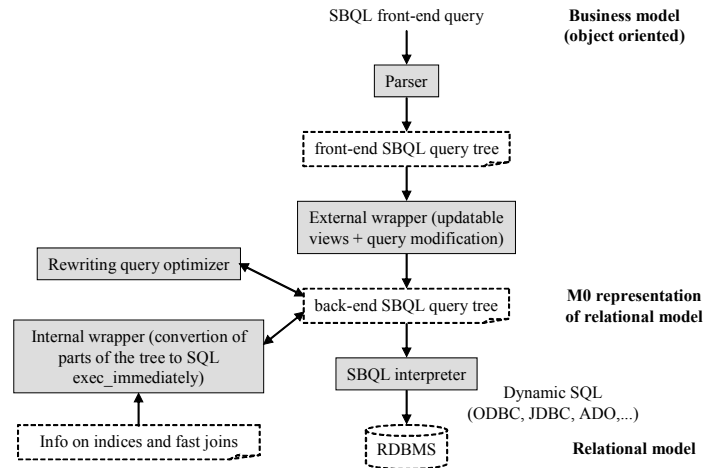 SBQL front-end query
Business model
(object oriented)
Parser
front-end SBQL query tree
External wrapper (updatable
views + query modification)
Rewriting query optimizer
back-end SBQL query tree
M0 representation
of relational model
Internal wrapper (convertion of
parts of the tree to SQL
exec_immediately)
SBQL interpreter
Dynamic SQL
(ODBC, JDBC, ADO,...)
Info on indices and fast joins
RDBMS
Relational model